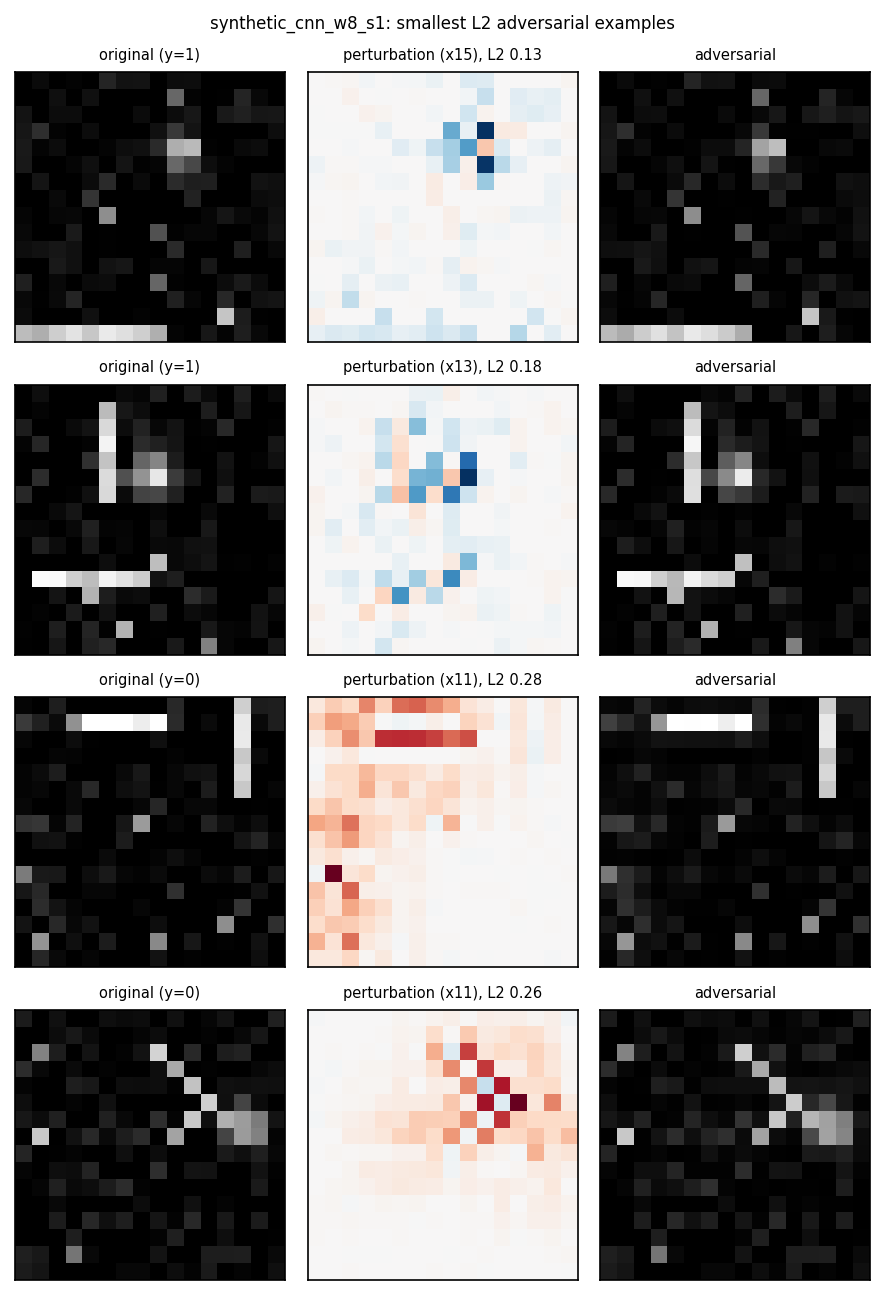 synthetic_cnn_w8_s1: smallest L2 adversarial examples
original (y=1) perturbation (x15), L2 0.13 adversarial
original (y=1) perturbation (x13), L2 0.18 adversarial
original (y=0) perturbation (x11), L2 0.28 adversarial
original (y=0) perturbation (x11), L2 0.26 adversarial